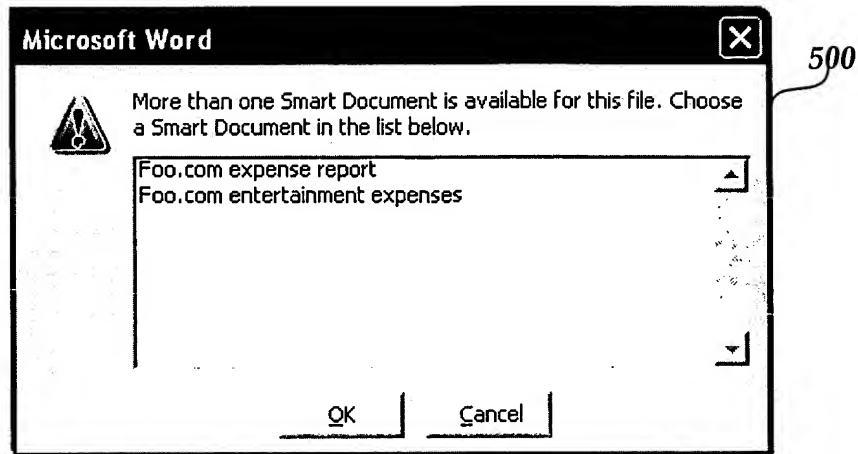 Microsoft Word
500
More than one Smart Document is available for this file. Choose
a Smart Document in the list below.
Foo.com expense report
Foo.com entertainment expenses
OK
Cancel